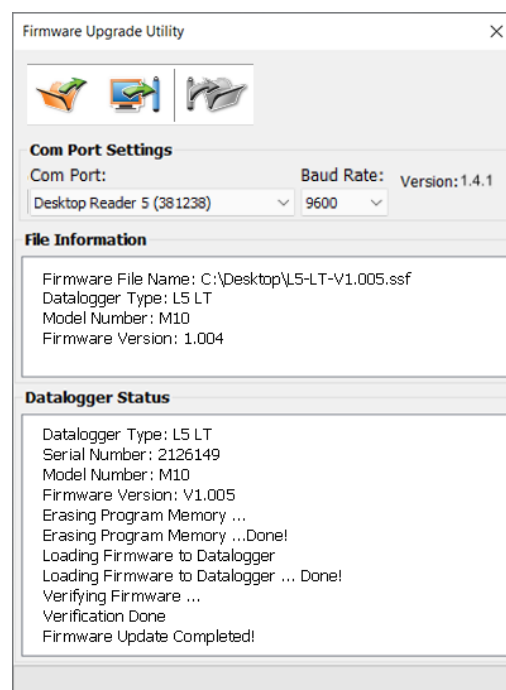 Firmware Upgrade Utility
Com Port Settings
Com Port:
Baud Rate:
Version: 1.4.1
Desktop Reader 5 (381238)
9600
File Information
Firmware File Name: C:\Desktop\L5-LT-V1.005.ssf
Datalogger Type: L5 LT
Model Number: M10
Firmware Version: 1.004
Datalogger Status
Datalogger Type: L5 LT
Serial Number: 2126149
Model Number: M10
Firmware Version: V1.005
Erasing Program Memory ...
Erasing Program Memory ...Done!
Loading Firmware to Datalogger
Loading Firmware to Datalogger ... Done!
Verifying Firmware ...
Verification Done
Firmware Update Completed!